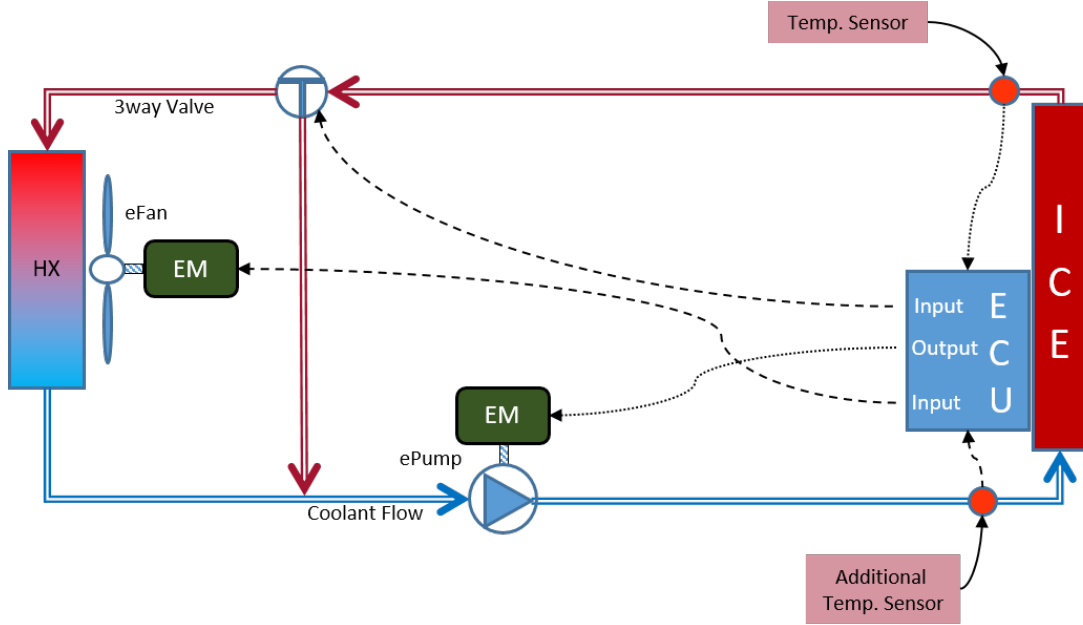 Temp. Sensor
3way Valve
eFan
HX
EM
I
C
E
Input
Output
Input
E
C
U
EM
ePump
Coolant Flow
Additional
Temp. Sensor